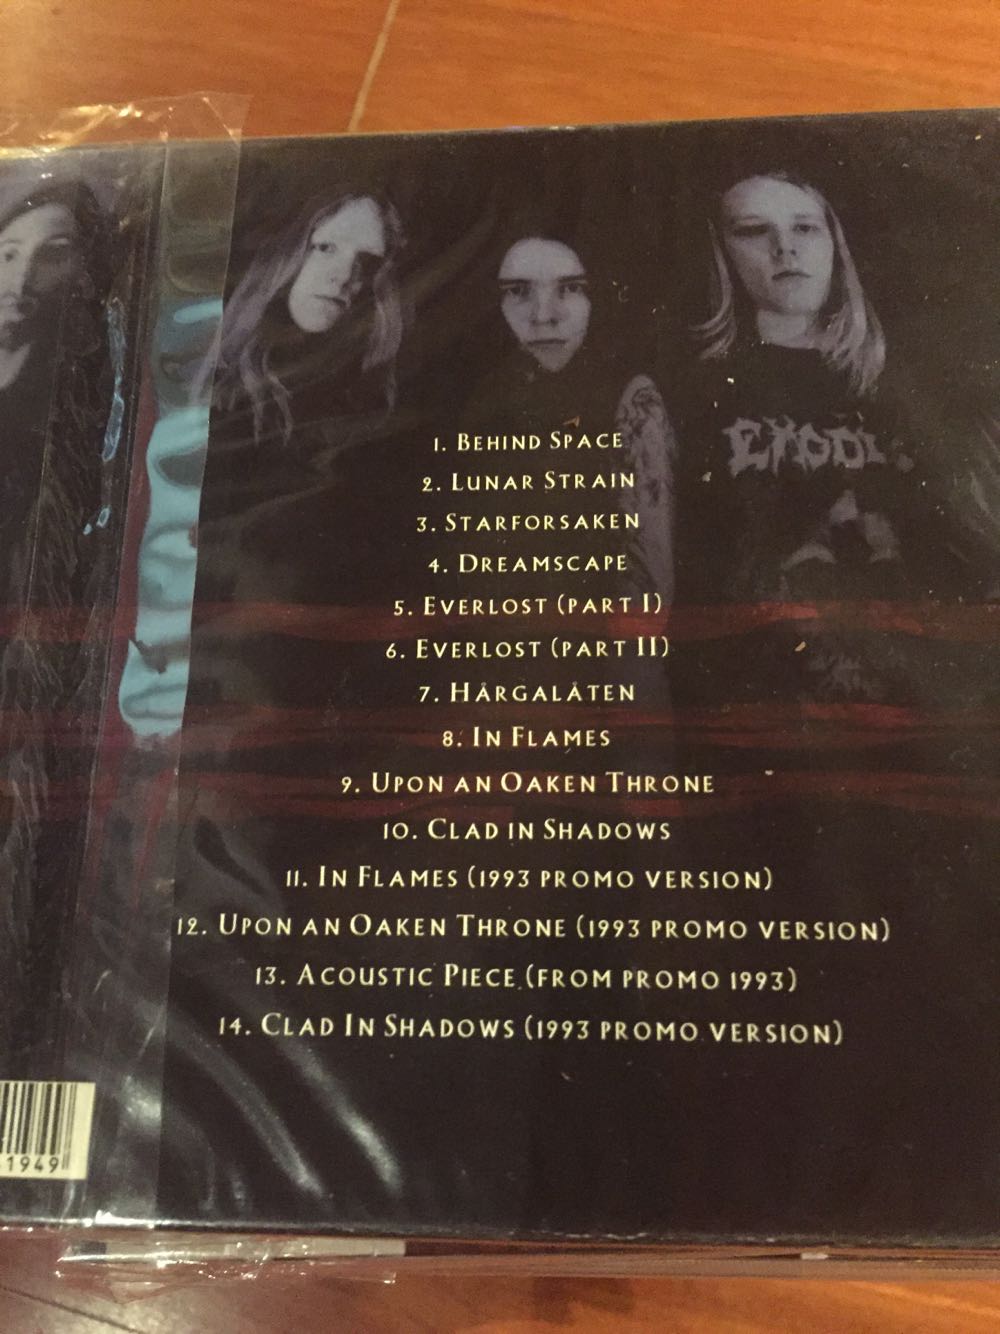 1. Behind Space
2. Lunar Strain
3. Starforsaken
4. Dreamscape
5. Everlost (part I)
6. Everlost (part II)
7. Hårgalåten
8. In Flames
9. Upon an Oaken Throne
10. Clad in Shadows
11. In Flames (1993 promo version)
12. Upon an Oaken Throne (1993 promo version)
13. Acoustic Piece (from promo 1993)
14. Clad In Shadows (1993 promo version)
1949